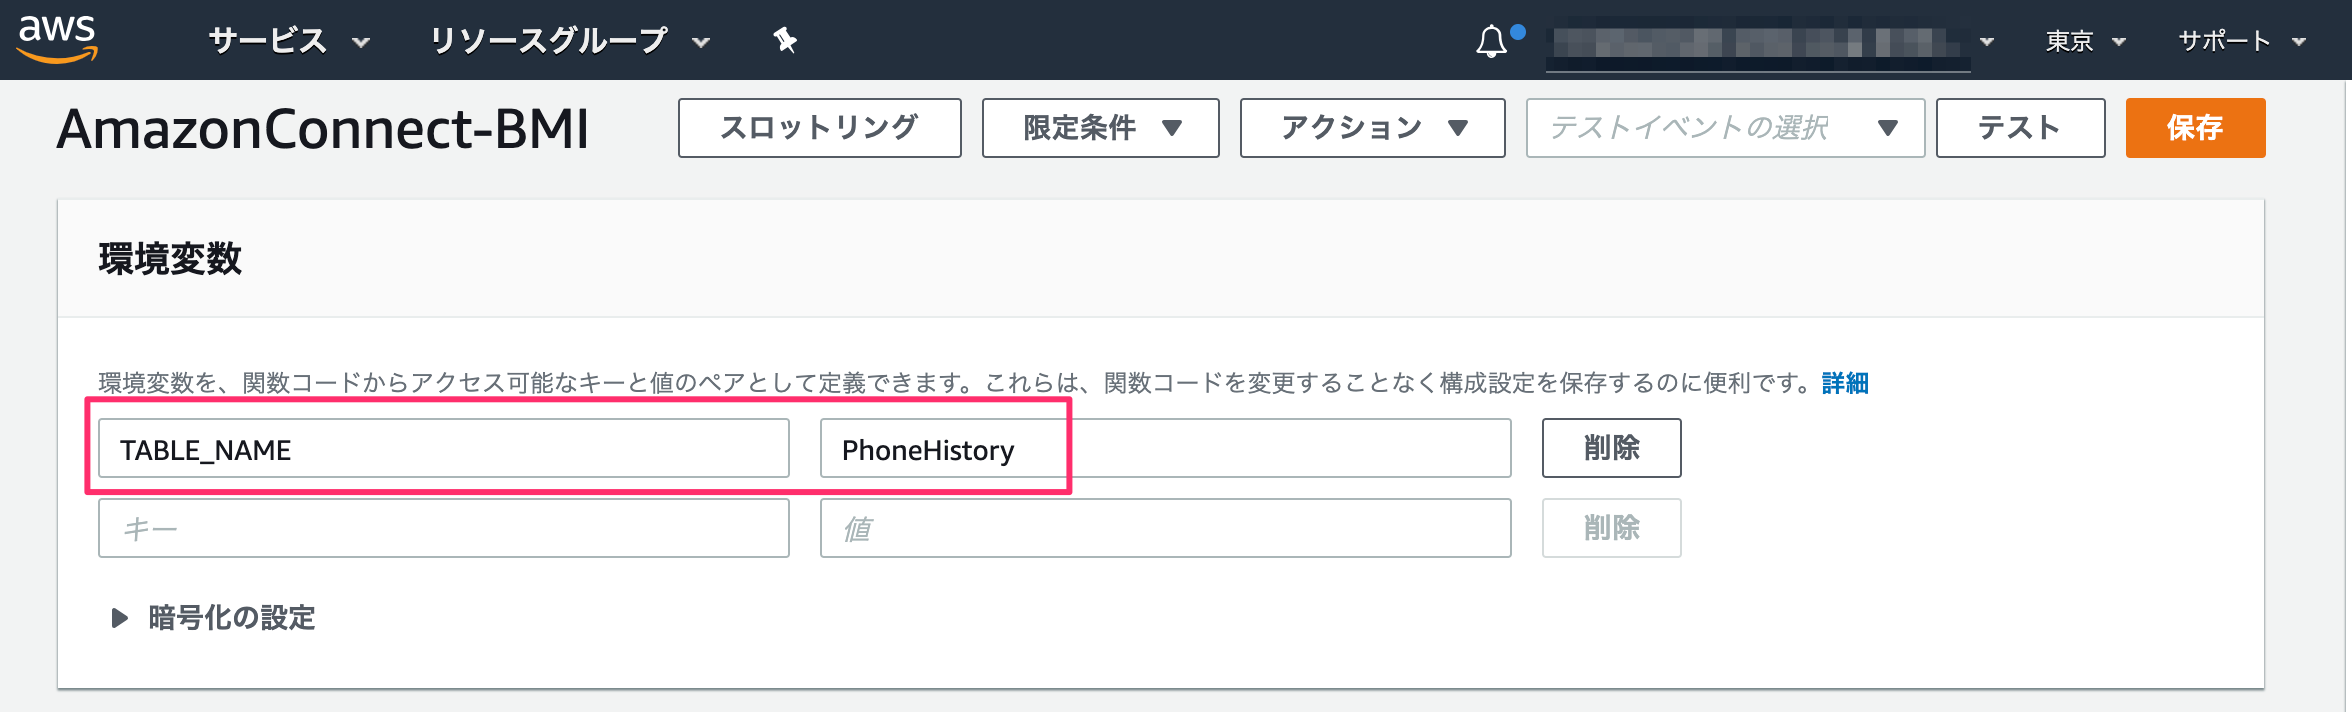 aws サービス リソースグループ 東京 サポート
AmazonConnect-BMI スロットリング 限定条件 アクション テストイベントの選択 テスト 保存
環境変数
環境変数を、関数コードからアクセス可能なキーと値のペアとして定義できます。これらは、関数コードを変更することなく構成設定を保存するのに便利です。詳細
TABLE_NAME PhoneHistory 削除
キー 値 削除
暗号化の設定